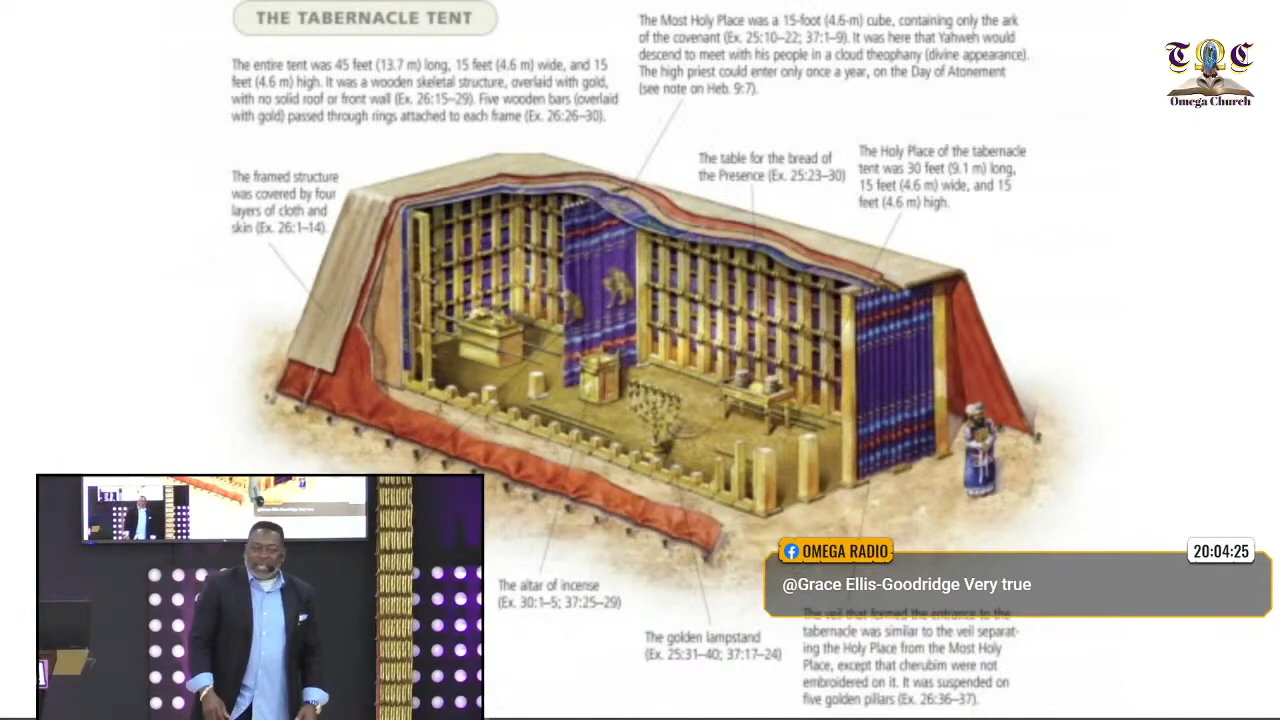 THE TABERNACLE TENT
The entire tent was 45 feet (13.7 m) long, 15 feet (4.6 m) wide, and 15
feet (4.6 m) high. It was a wooden skeletal structure, overlaid with gold,
with no solid roof or front wall (Ex. 26:15–29). Five wooden bars (overlaid
with gold) passed through rings attached to each frame (Ex. 26:26–30).
The Most Holy Place was a 15-foot (4.6-m) cube, containing only the ark
of the covenant (Ex. 25:10–22; 37:1–9). It was here that Yahweh would
descend to meet with his people in a cloud theophany (divine appearance).
The high priest could enter only once a year, on the Day of Atonement
(see note on Heb. 9:7).
TOC
Omega Church
The framed structure
was covered by four
layers of cloth and
skin (Ex. 26:1–14).
The table for the bread of
the Presence (Ex. 25:23–30)
The Holy Place of the tabernacle
tent was 30 feet (9.1 m) long,
15 feet (4.6 m) wide, and 15
feet (4.6 m) high.
OMEGA RADIO
20:04:25
@Grace Ellis-Goodridge Very true
The altar of incense
(Ex. 30:1–5; 37:25–29)
The golden lampstand
(Ex. 25:31–40; 37:17–24)
The veil that formed the entrance to the
tabernacle was similar to the veil separat-
ing the Holy Place from the Most Holy
Place, except that cherubim were not
embroidered on it. It was suspended on
five golden pillars (Ex. 26:36–37).